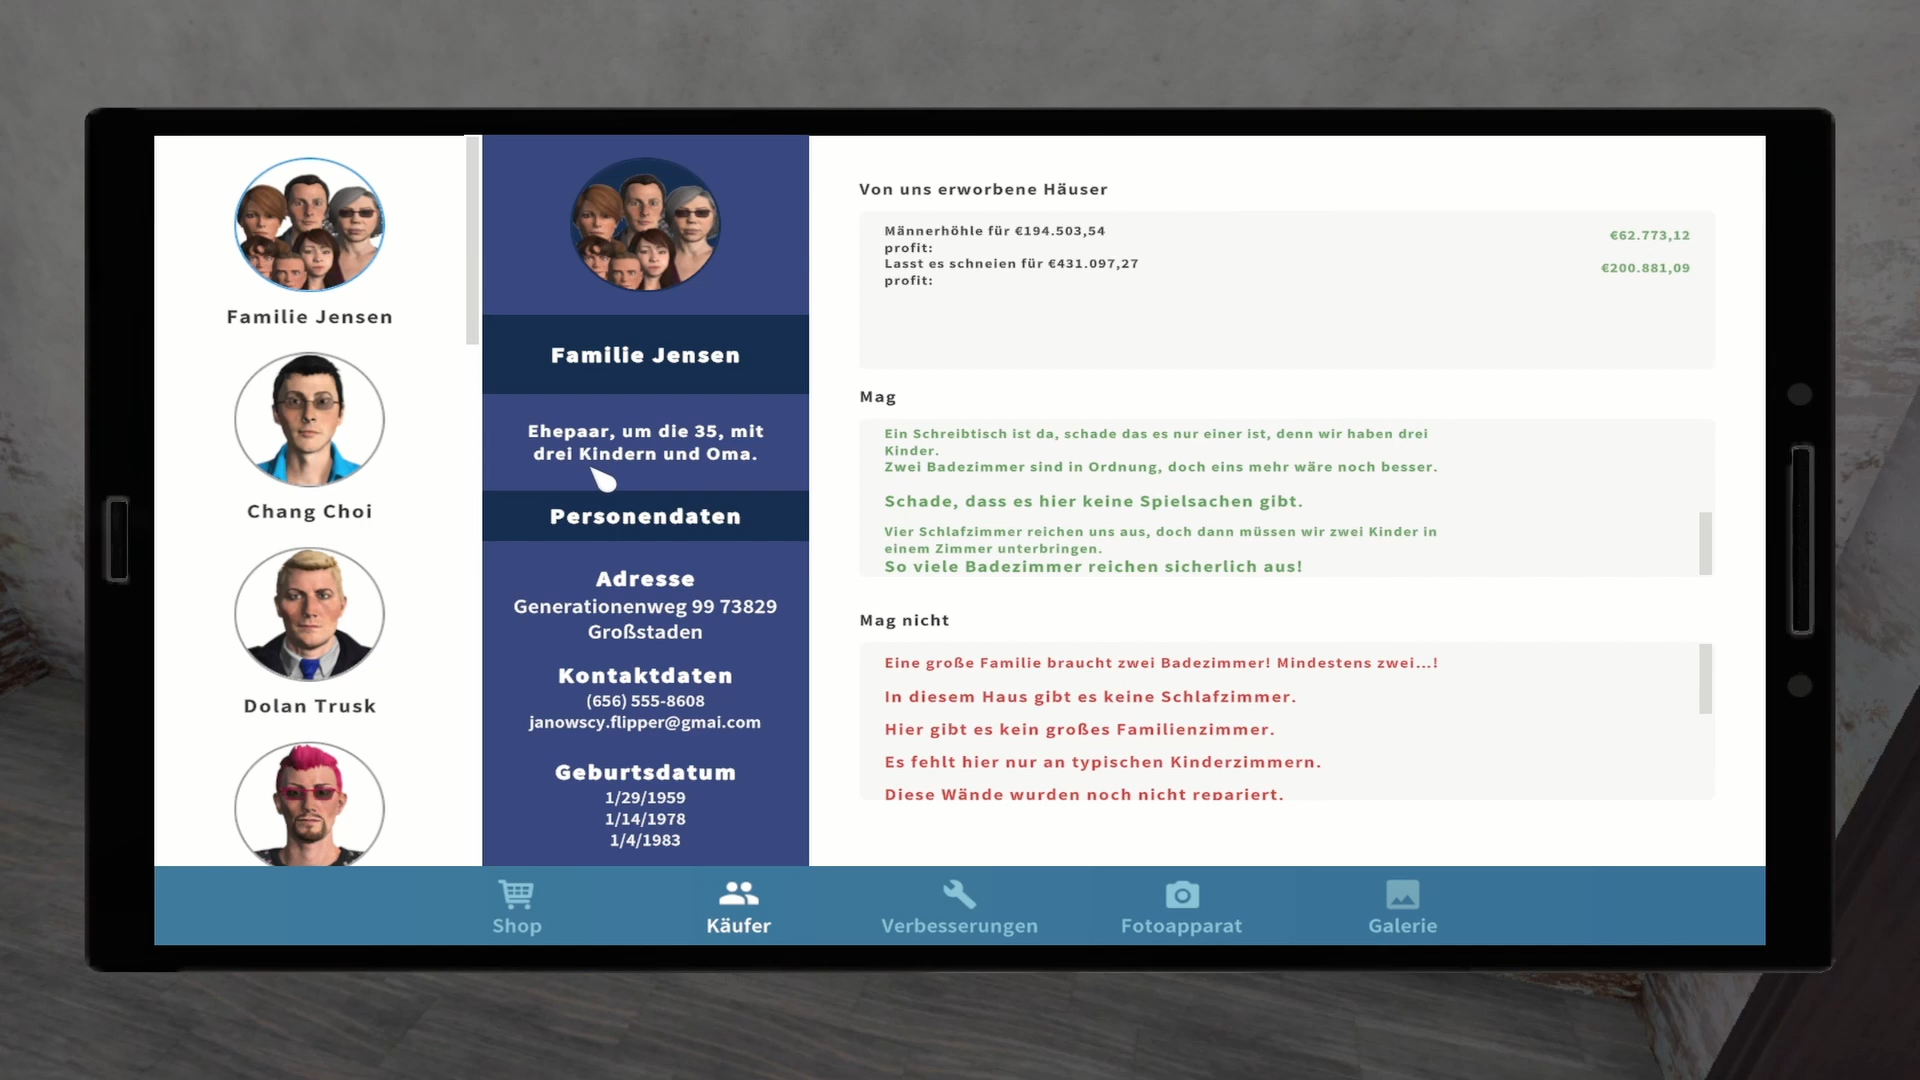 Familie Jensen
Chang Choi
Dolan Trusk
Familie Jensen
Ehepaar, um die 35, mit
drei Kindern und Oma.
Personendaten
Adresse
Generationenweg 99 73829
Großstaden
Kontaktdaten
(656) 555-8608
janowscy.flipper@gmai.com
Geburtsdatum
1/29/1959
1/14/1978
1/4/1983
Von uns erworbene Häuser
Männerhöhle für €194.503,54
profit:
€62.773,12
Lasst es schneien für €431.097,27
profit:
€200.881,09
Mag
Ein Schreibtisch ist da, schade das es nur einer ist, denn wir haben drei
Kinder.
Zwei Badezimmer sind in Ordnung, doch eins mehr wäre noch besser.
Schade, dass es hier keine Spielsachen gibt.
Vier Schlafzimmer reichen uns aus, doch dann müssen wir zwei Kinder in
einem Zimmer unterbringen.
So viele Badezimmer reichen sicherlich aus!
Mag nicht
Eine große Familie braucht zwei Badezimmer! Mindestens zwei...!
In diesem Haus gibt es keine Schlafzimmer.
Hier gibt es kein großes Familienzimmer.
Es fehlt hier nur an typischen Kinderzimmern.
Diese Wände wurden noch nicht repariert.
Shop
Käufer
Verbesserungen
Fotoapparat
Galerie